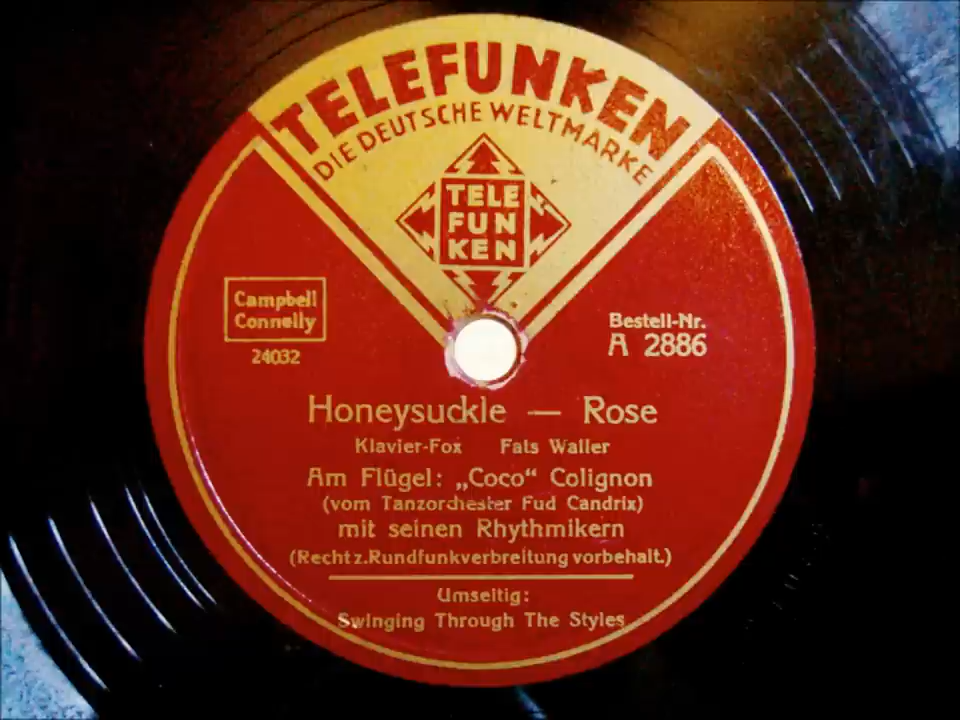 TELEFUNKEN
DIE DEUTSCHE WELTMARKE
TELE
FUN
KEN
Campbell
Connelly
24032
Bestell-Nr.
A 2886
Honeysuckle — Rose
Klavier-Fox Fats Waller
Am Flügel: „Coco“ Colignon
(vom Tanzorchester Fud Candrix)
mit seinen Rhythmikern
(Recht z. Rundfunkverbreitung vorbehalt.)
Umseitig:
Swinging Through The Styles